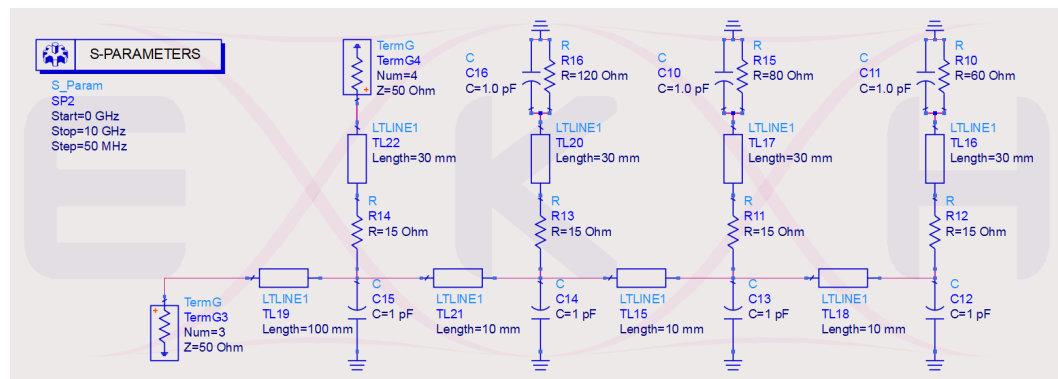 S-PARAMETERS
S_Param
SP2
Start=0 GHz
Stop=10 GHz
Step=50 MHz
TermG
TermG4
Num=4
Z=50 Ohm
C
C16
C=1.0 pF
R
R16
R=120 Ohm
C
C10
C=1.0 pF
R
R15
R=80 Ohm
C
C11
C=1.0 pF
R
R10
R=60 Ohm
LTLINE1
TL22
Length=30 mm
LTLINE1
TL20
Length=30 mm
LTLINE1
TL17
Length=30 mm
LTLINE1
TL16
Length=30 mm
R
R14
R=15 Ohm
R
R13
R=15 Ohm
R
R11
R=15 Ohm
R
R12
R=15 Ohm
TermG
TermG3
Num=3
Z=50 Ohm
LTLINE1
TL19
Length=100 mm
C
C15
C=1 pF
LTLINE1
TL21
Length=10 mm
C
C14
C=1 pF
LTLINE1
TL15
Length=10 mm
C
C13
C=1 pF
LTLINE1
TL18
Length=10 mm
C
C12
C=1 pF
E K H